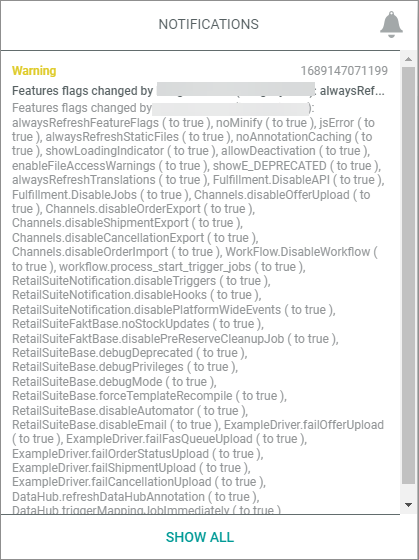 NOTIFICATIONS
Warning 1689147071199
Features flags changed by : alwaysRef...
Features flags changed by ):
alwaysRefreshFeatureFlags ( to true ), noMinify ( to true ), jsError ( to
true ), alwaysRefreshStaticFiles ( to true ), noAnnotationCaching ( to true
), showLoadingIndicator ( to true ), allowDeactivation ( to true ),
enableFileAccessWarnings ( to true ), showE_DEPRECATED ( to true ),
alwaysRefreshTranslations ( to true ), Fulfillment.DisableAPI ( to true ),
Fulfillment.DisableJobs ( to true ), Channels.disableOfferUpload ( to
true ), Channels.disableOrderExport ( to true ),
Channels.disableShipmentExport ( to true ),
Channels.disableCancellationExport ( to true ),
Channels.disableOrderImport ( to true ), WorkFlow.DisableWorkflow (
to true ), workflow.process_start_trigger_jobs ( to true ),
RetailSuiteNotification.disableTriggers ( to true ),
RetailSuiteNotification.disableHooks ( to true ),
RetailSuiteNotification.disablePlatformWideEvents ( to true ),
RetailSuiteFaktBase.noStockUpdates ( to true ),
RetailSuiteFaktBase.disablePreReserveCleanupJob ( to true ),
RetailSuiteBase.debugDeprecated ( to true ),
RetailSuiteBase.debugPrivileges ( to true ),
RetailSuiteBase.debugMode ( to true ),
RetailSuiteBase.forceTemplateRecompile ( to true ),
RetailSuiteBase.disableAutomator ( to true ),
RetailSuiteBase.disableEmail ( to true ), ExampleDriver.failOfferUpload
( to true ), ExampleDriver.failFasQueueUpload ( to true ),
ExampleDriver.failOrderStatusUpload ( to true ),
ExampleDriver.failShipmentUpload ( to true ),
ExampleDriver.failCancellationUpload ( to true ),
DataHub.refreshDataHubAnnotation ( to true ),
DataHub.triggerMappingJobImmediately ( to true ),
SHOW ALL